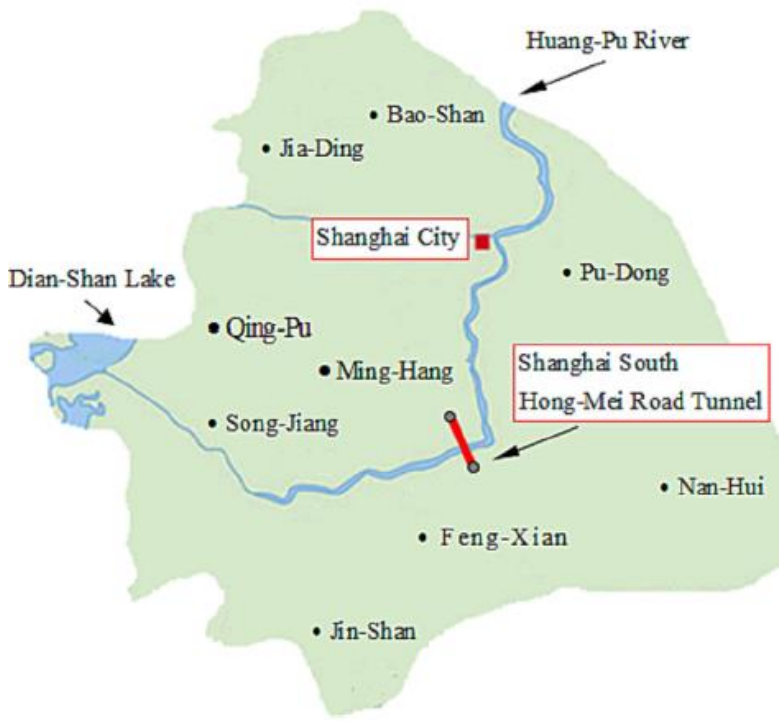 Huang-Pu River
Bao-Shan
Jia-Ding
Shanghai City
Pu-Dong
Dian-Shan Lake
Qing-Pu
Ming-Hang
Shanghai South
Hong-Mei Road Tunnel
Song-Jiang
Nan-Hui
Feng-Xian
Jin-Shan